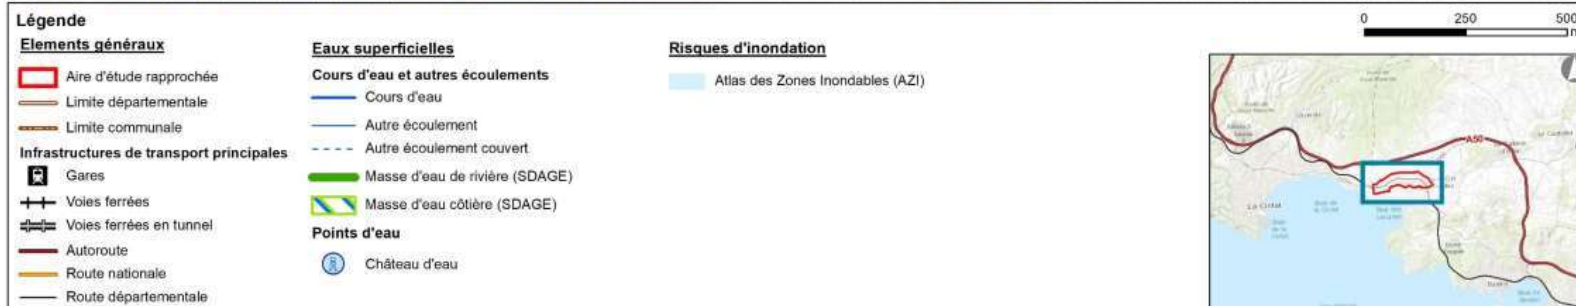 Légende
Elements généraux
Aire d'étude rapprochée
Limite départementale
Limite communale
Infrastructures de transport principales
Gares
Voies ferrées
Voies ferrées en tunnel
Autoroute
Route nationale
Route départementale
Eaux superficielles
Cours d'eau et autres écoulements
Cours d'eau
Autre écoulement
Autre écoulement couvert
Masse d'eau de rivière (SDAGE)
Masse d'eau côtière (SDAGE)
Points d'eau
Château d'eau
Risques d'inondation
Atlas des Zones Inondables (AZI)
0 250 500
A50
La Ciotat